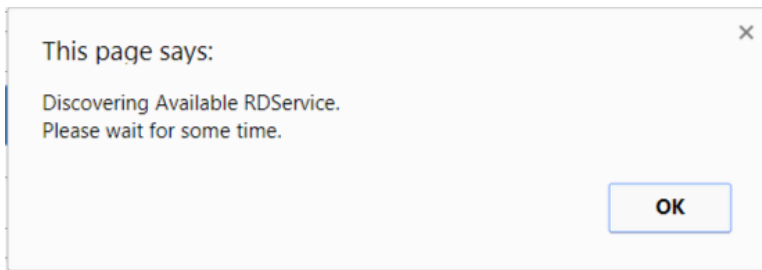 This page says:
Discovering Available RDService.
Please wait for some time.
OK